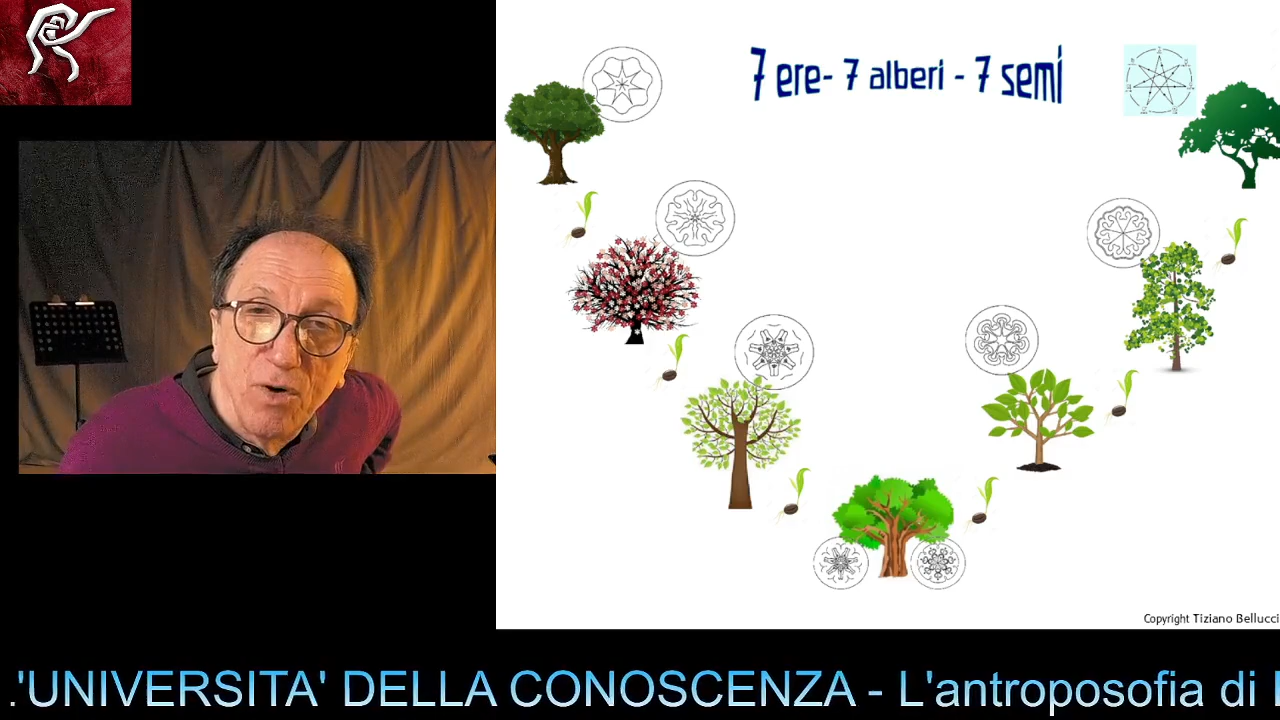 7 ere- 7 alberi - 7 semi
Copyright Tiziano Bellucci
.'UNIVERSITA' DELLA CONOSCENZA - L'antroposofia di